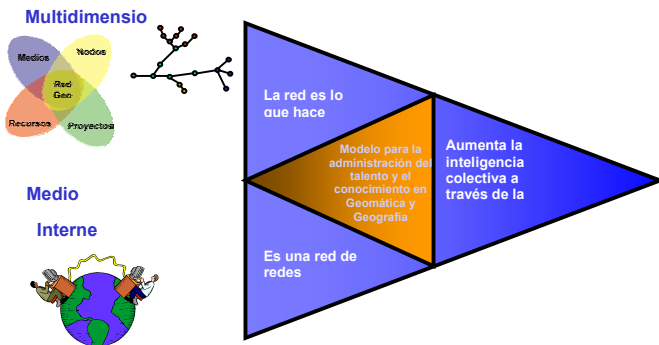 Multidimensio
Medios
Nodos
Red
Geo
Recursos
Proyectos
Medio
Interne
La red es lo
que hace
Modelo para la
administración del
talento y el
conocimiento en
Geomática y
Geografía
Aumenta la
inteligencia
colectiva a
través de la
Es una red de
redes